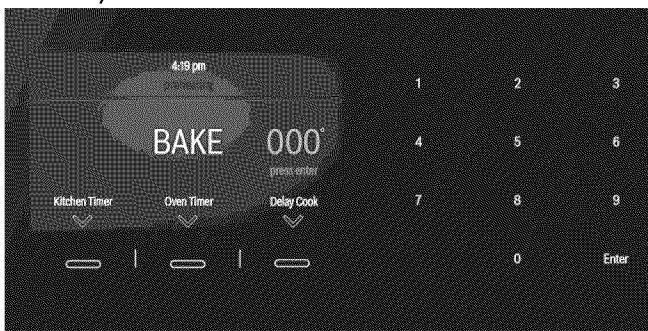 4:19 pm
preheating
BAKE 000°
press enter
Kitchen Timer Oven Timer Delay Cook
1 2 3
4 5 6
7 8 9
0 Enter